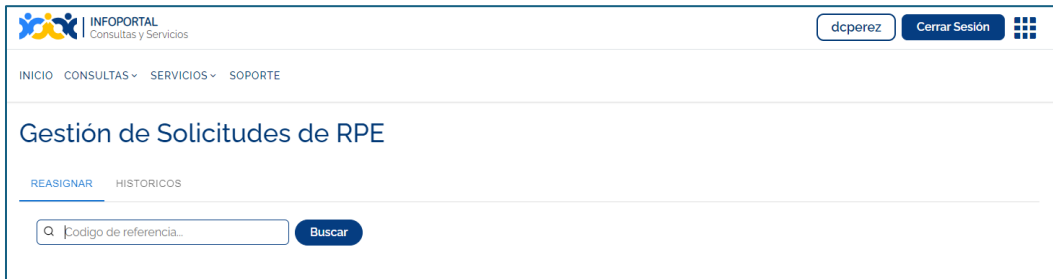 INFOPORTAL
Consultas y Servicios
dcperez
Cerrar Sesión
INICIO CONSULTAS SERVICIOS SOPORTE
Gestión de Solicitudes de RPE
REASIGNAR HISTORICOS
Codigo de referencia...
Buscar